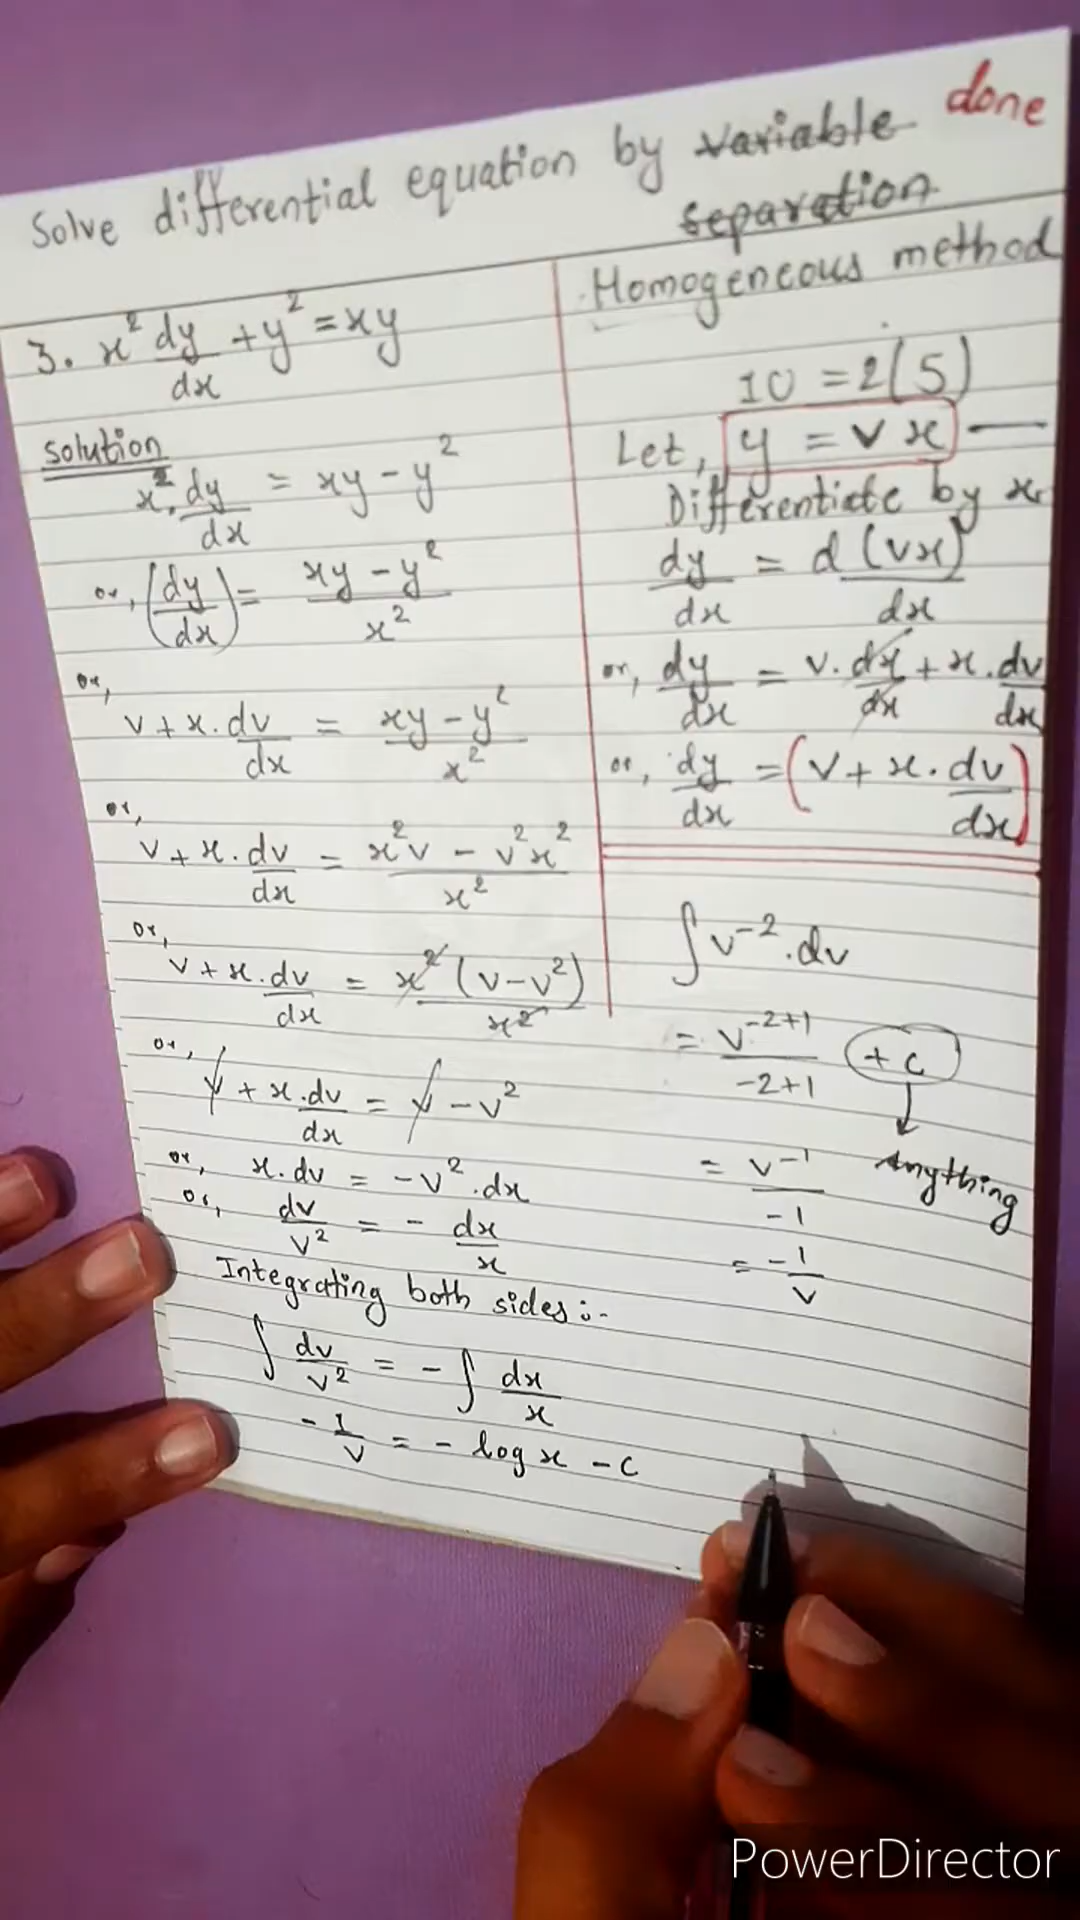 done
Solve differential equation by variable
separation
Homogeneous method
3. x² dy/dx + y² = xy
solution
x². dy/dx = xy - y²
or, (dy/dx) = xy - y² / x²
or,
v + x. dv/dx = xy - y² / x²
or,
v + x. dv/dx = x²v - v²x² / x²
or,
v + x. dv/dx = x² (v - v²) / x²
or,
v + x. dv/dx = v - v²
or, x. dv = - v². dx
or, dv/v² = - dx/x
Integrating both sides:-
∫ dv/v² = - ∫ dx/x
- 1/v = - log x - c
10 = 2(5)
Let, y = v x —
Differentiate by x.
dy/dx = d (vx) / dx
or, dy/dx = v. dx/dx + x. dv/dx
or, dy/dx = (v + x. dv/dx)
∫ v⁻². dv
= v⁻²⁺¹ / -2+1 + c
Anything
= v⁻¹ / -1
= -1/v
PowerDirector